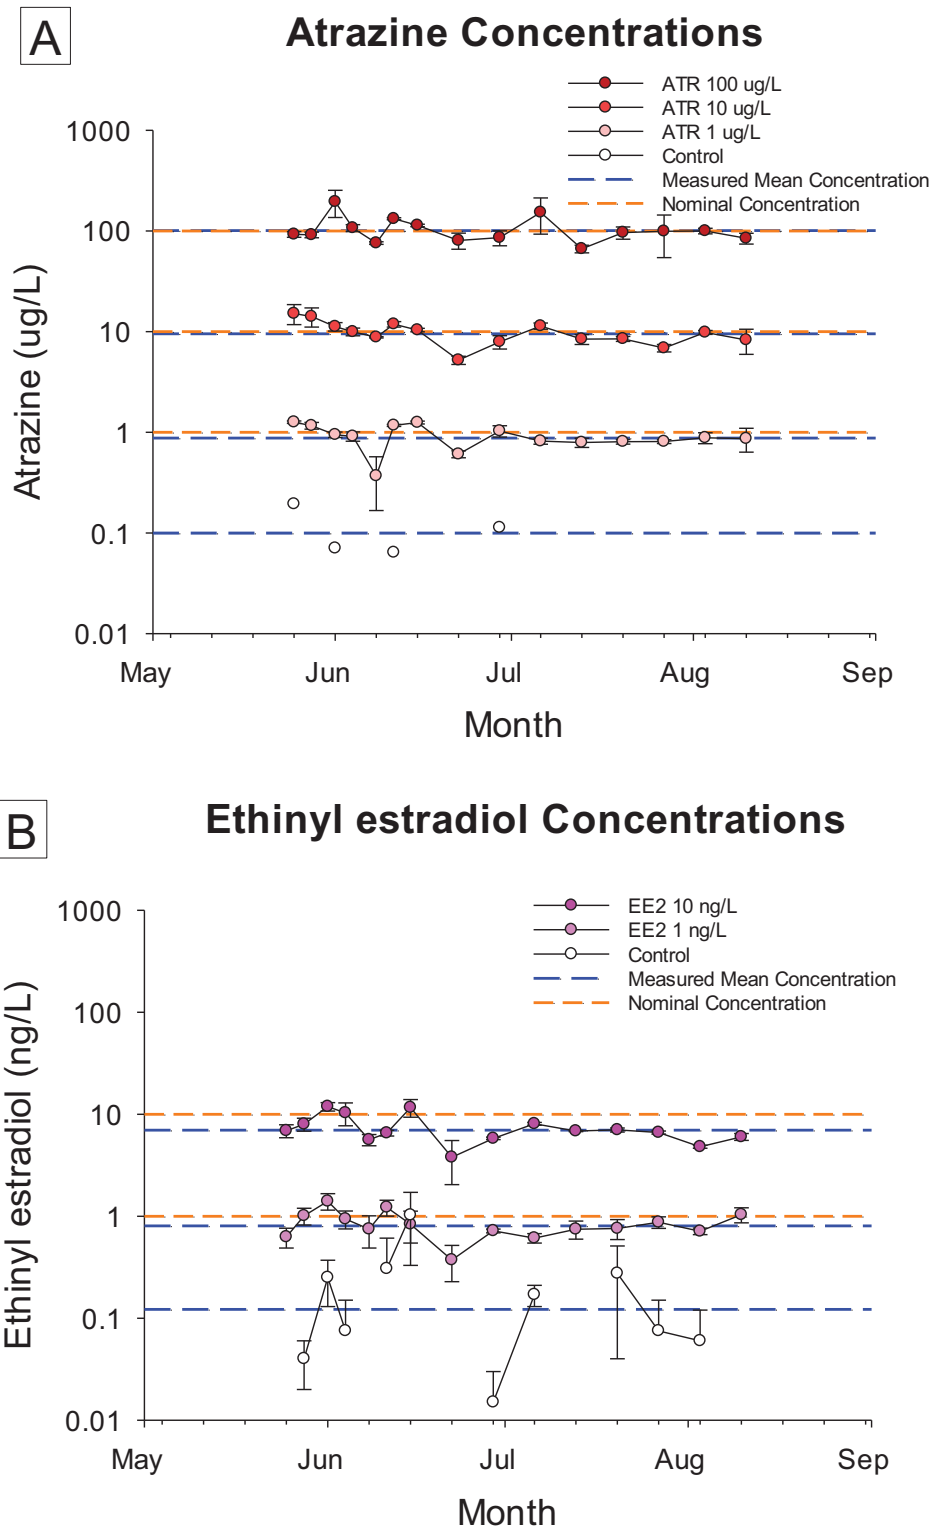 A
Atrazine Concentrations
ATR 100 ug/L
ATR 10 ug/L
ATR 1 ug/L
Control
Measured Mean Concentration
Nominal Concentration
1000
100
10
1
0.1
0.01
Atrazine (ug/L)
May Jun Jul Aug Sep
Month
B
Ethinyl estradiol Concentrations
EE2 10 ng/L
EE2 1 ng/L
Control
Measured Mean Concentration
Nominal Concentration
1000
100
10
1
0.1
0.01
Ethinyl estradiol (ng/L)
May Jun Jul Aug Sep
Month